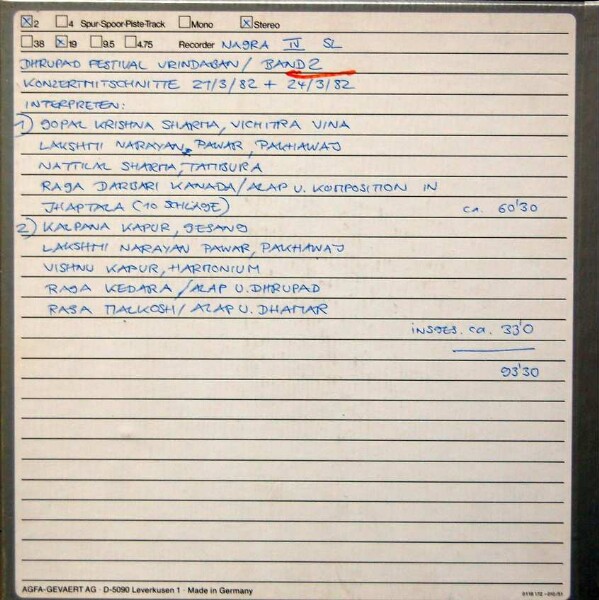 ☒2 ☐4 Spur-Spoor-Piste-Track ☐Mono ☒Stereo
☐38 ☒19 ☐9.5 ☐4.75 Recorder NAGRA IV SL
DHRUPAD FESTIVAL VRINDABAN / BAND 2
KONZERTMITSCHNITTE 21/3/82 + 24/3/82
INTERPRETEN:
1) GOPAL KRISHNA SHARMA, VICHITRA VINA
LAKSHMI NARAYAN PAWAR, PAKHAWAJ
NATTILAL SHARMA, TAMBURA
RAGA DARBARI KANADA / ALAP U. KOMPOSITION IN
JHAPTALA (10 SCHLÄGE) ca. 60'30
2) KALPANA KAPUR, GESANG
LAKSHMI NARAYAN PAWAR, PAKHAWAJ
VISHNU KAPUR, HARMONIUM
RAGA KEDARA / ALAP U. DHRUPAD
RAGA MALKOSH / ALAP U. DHAMAR
INSGES. ca. 33'0
93'30
AGFA-GEVAERT AG · D-5090 Leverkusen 1 · Made in Germany